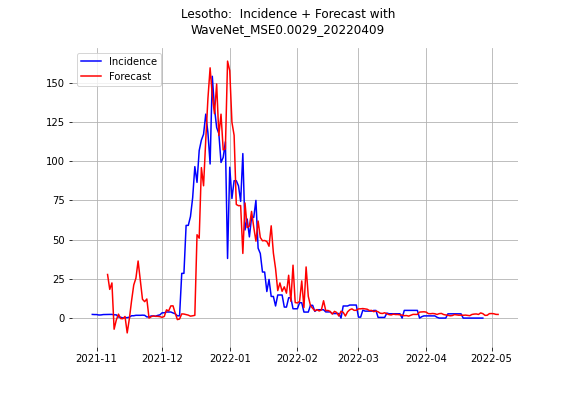 Lesotho:  Incidence + Forecast with
WaveNet_MSE0.0029_20220409
Incidence
Forecast
150
125
100
75
50
25
0
2021-11 2021-12 2022-01 2022-02 2022-03 2022-04 2022-05